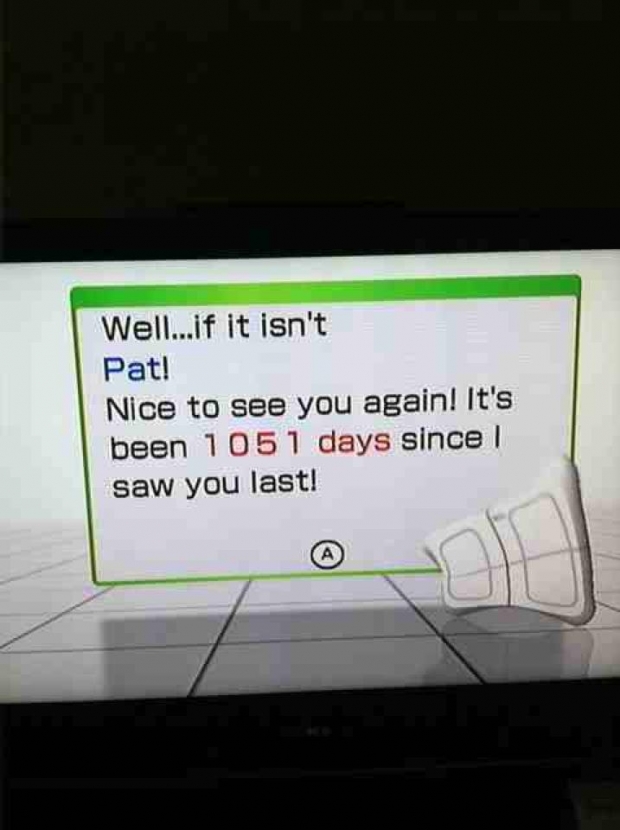 Well...if it isn't
Pat!
Nice to see you again! It's
been 1051 days since I
saw you last!
A